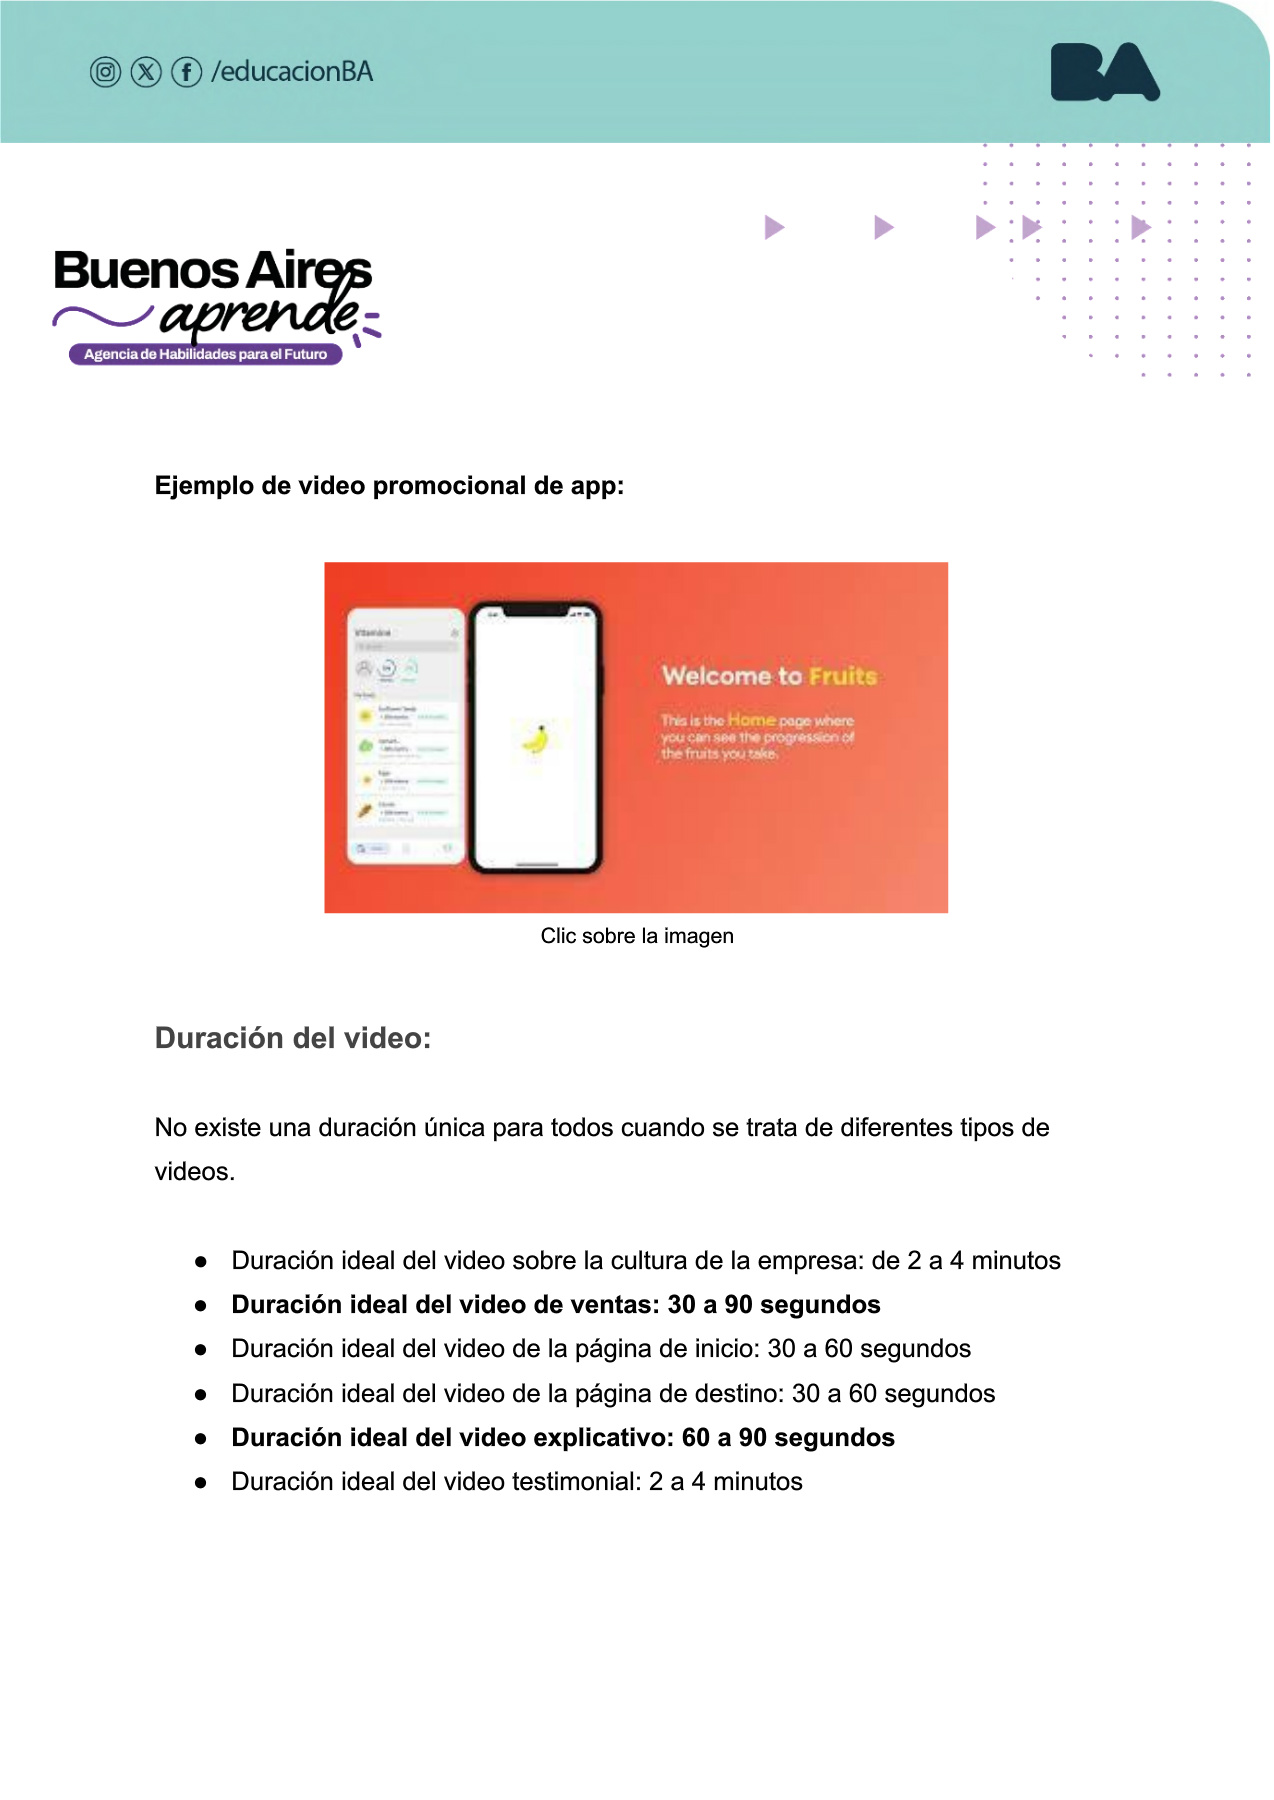 /educacionBA
BA
Buenos Aires
aprende
Agencia de Habilidades para el Futuro
Ejemplo de video promocional de app:
Vitamins
Welcome to Fruits
This is the Home page where
you can see the progression of
the fruits you take.
Clic sobre la imagen
Duración del video:
No existe una duración única para todos cuando se trata de diferentes tipos de
videos.
● Duración ideal del video sobre la cultura de la empresa: de 2 a 4 minutos
● Duración ideal del video de ventas: 30 a 90 segundos
● Duración ideal del video de la página de inicio: 30 a 60 segundos
● Duración ideal del video de la página de destino: 30 a 60 segundos
● Duración ideal del video explicativo: 60 a 90 segundos
● Duración ideal del video testimonial: 2 a 4 minutos